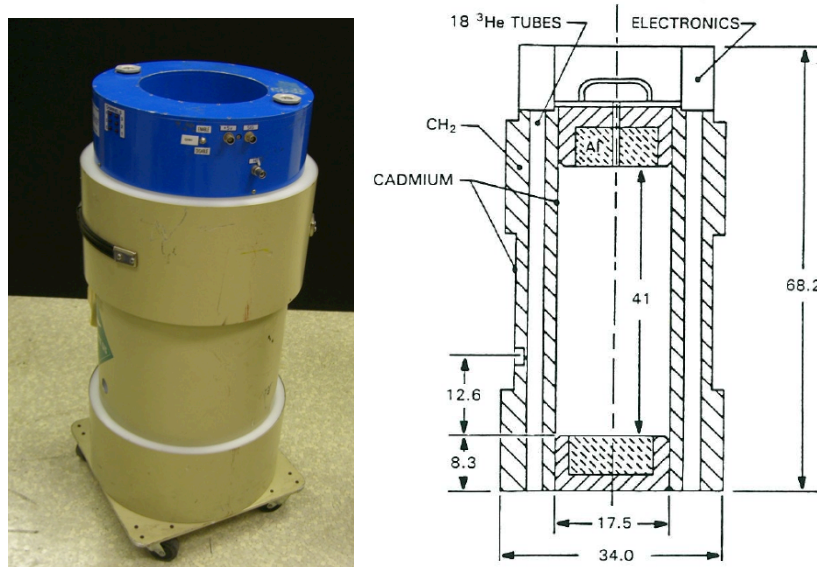 18 ³He TUBES
ELECTRONICS
CH₂
Al
CADMIUM
41
68.2
12.6
8.3
17.5
34.0